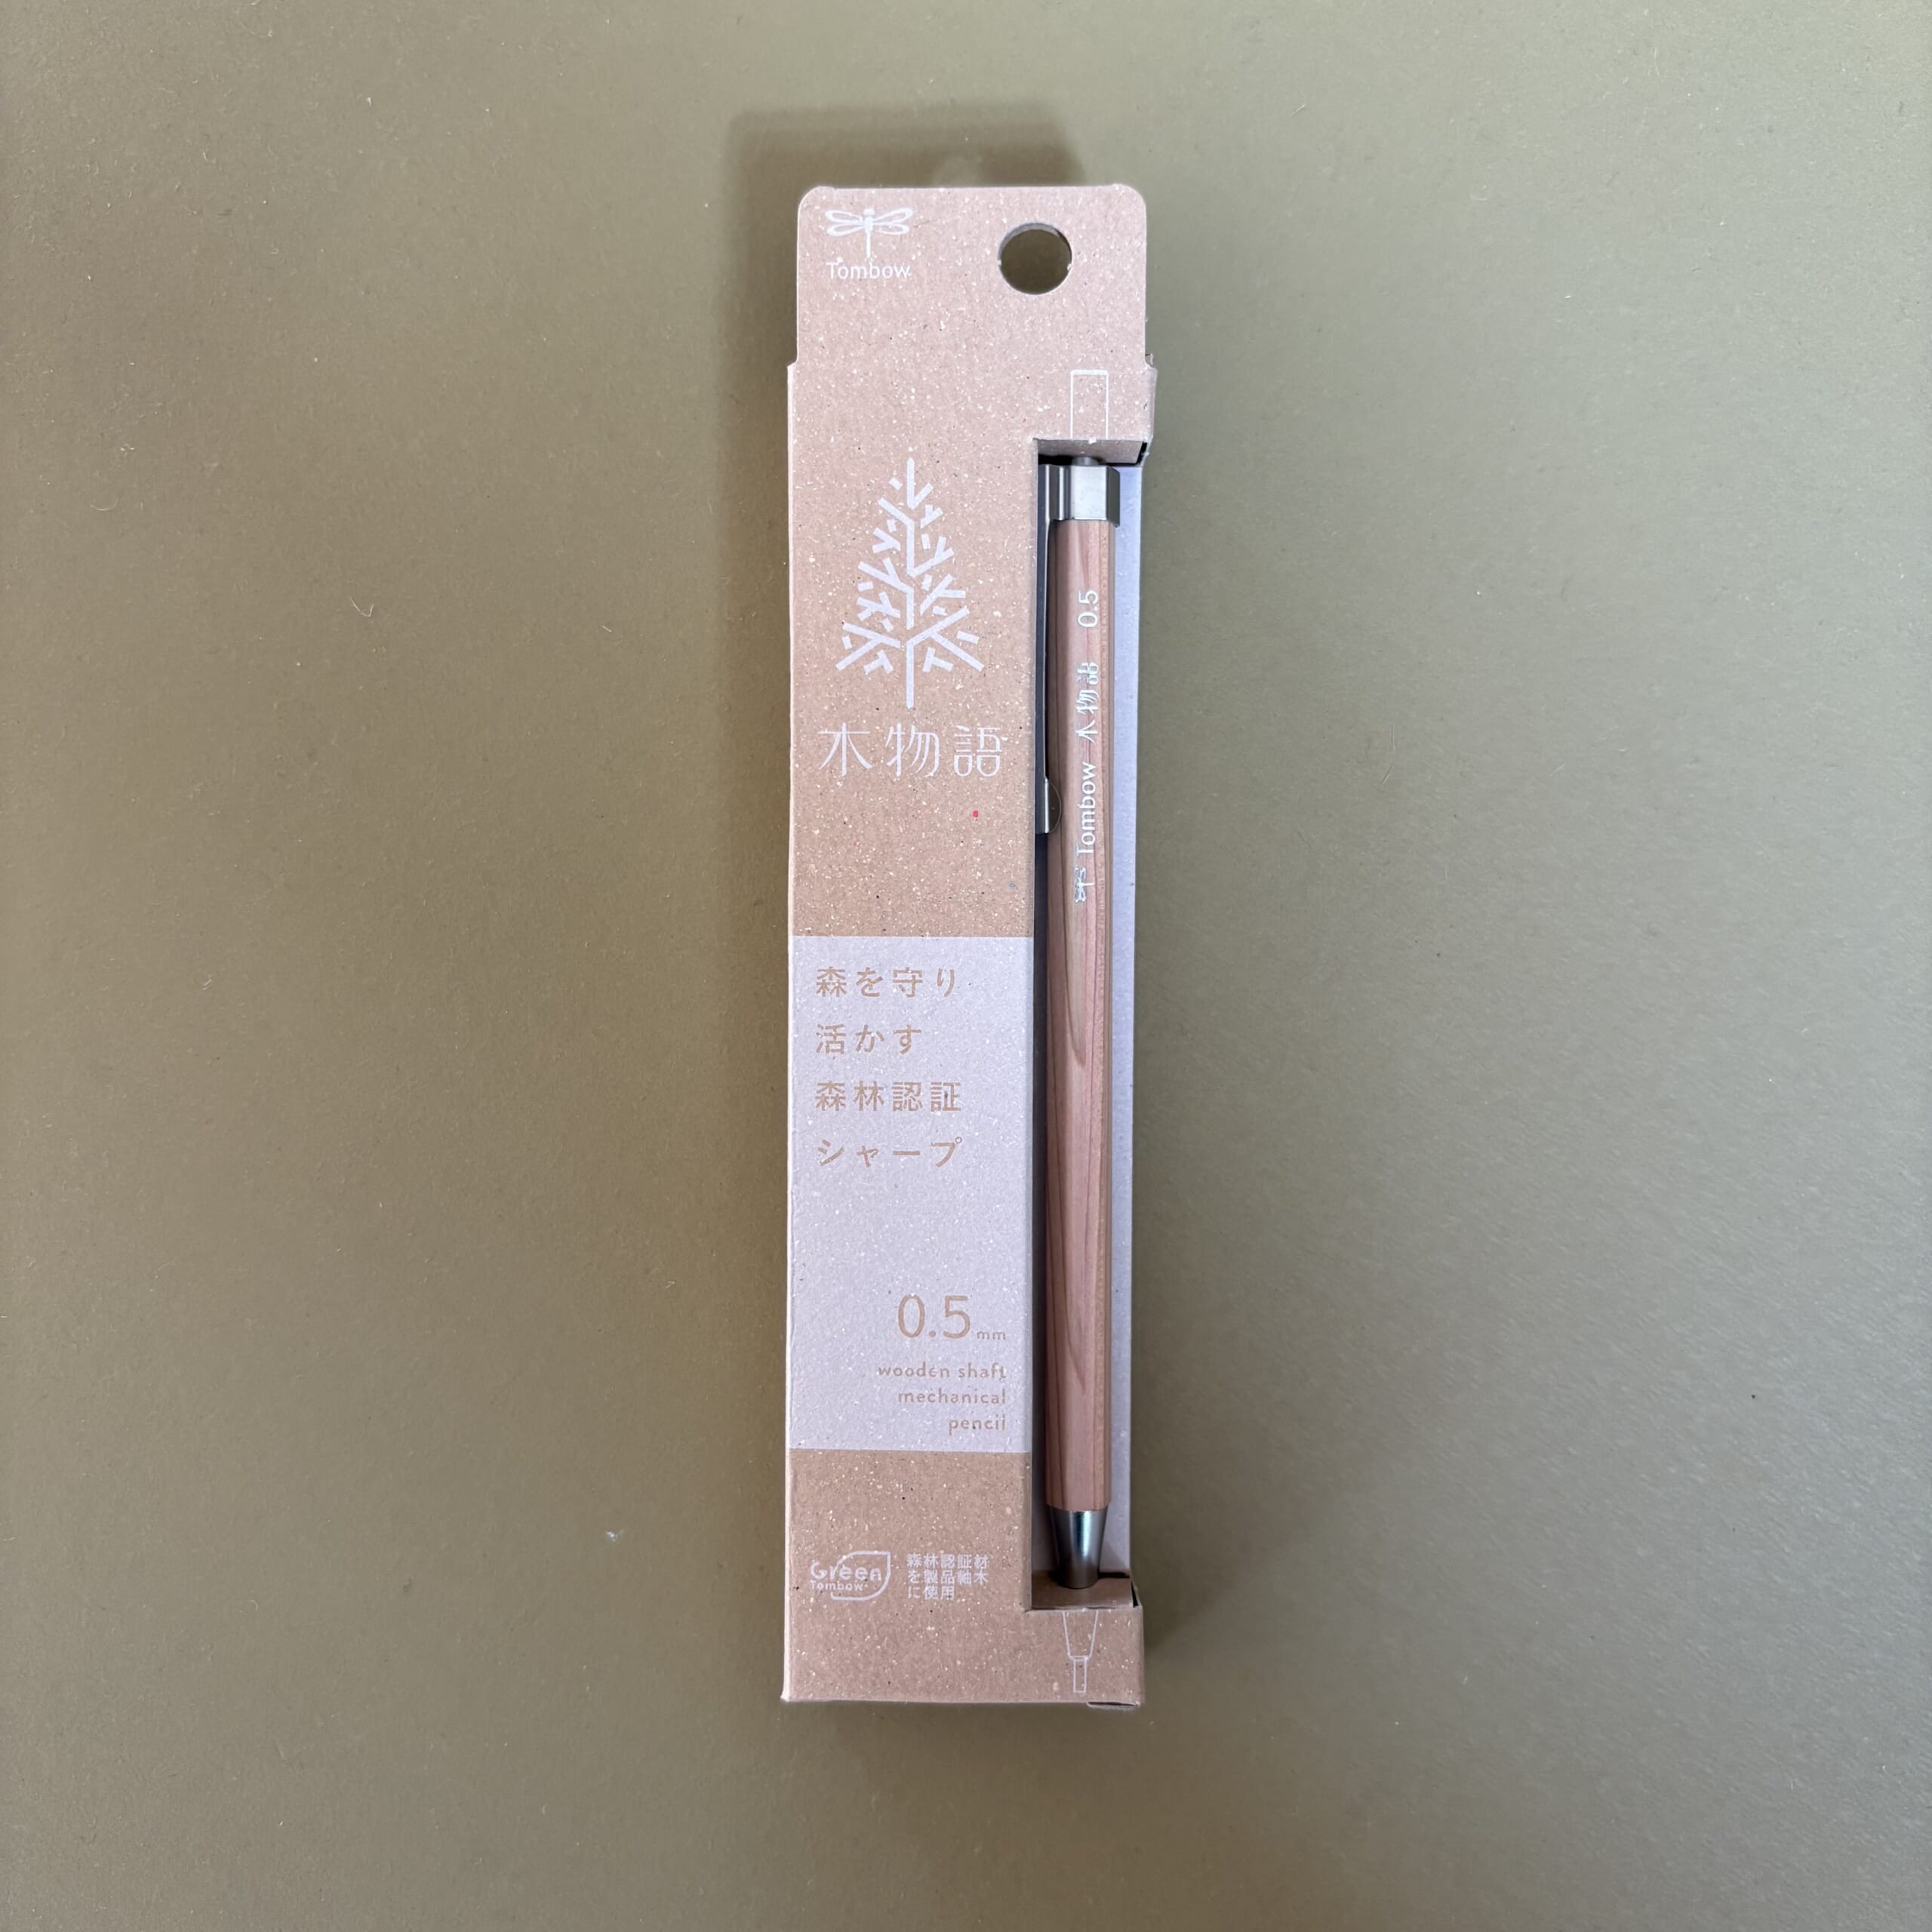 Tombow
木物語
森を守り
活かす
森林認証
シャープ
0.5mm
wooden shaft
mechanical
pencil
Green
Tombow
森林認証材
を製品軸木
に使用
Tombow 木物語 0.5